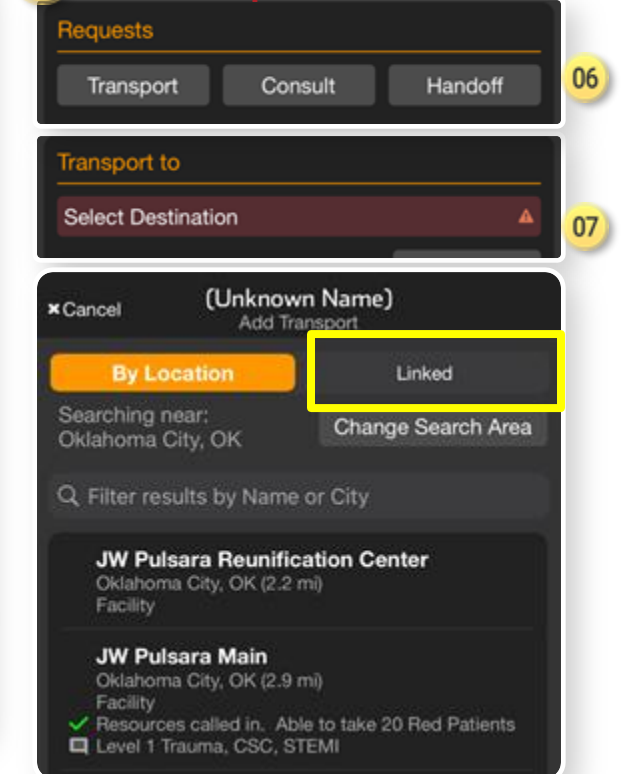 Requests
Transport Consult Handoff
06
Transport to
Select Destination
07
×Cancel (Unknown Name)
Add Transport
By Location Linked
Searching near:
Oklahoma City, OK
Change Search Area
Filter results by Name or City
JW Pulsara Reunification Center
Oklahoma City, OK (2.2 mi)
Facility
JW Pulsara Main
Oklahoma City, OK (2.9 mi)
Facility
Resources called in. Able to take 20 Red Patients
Level 1 Trauma, CSC, STEMI